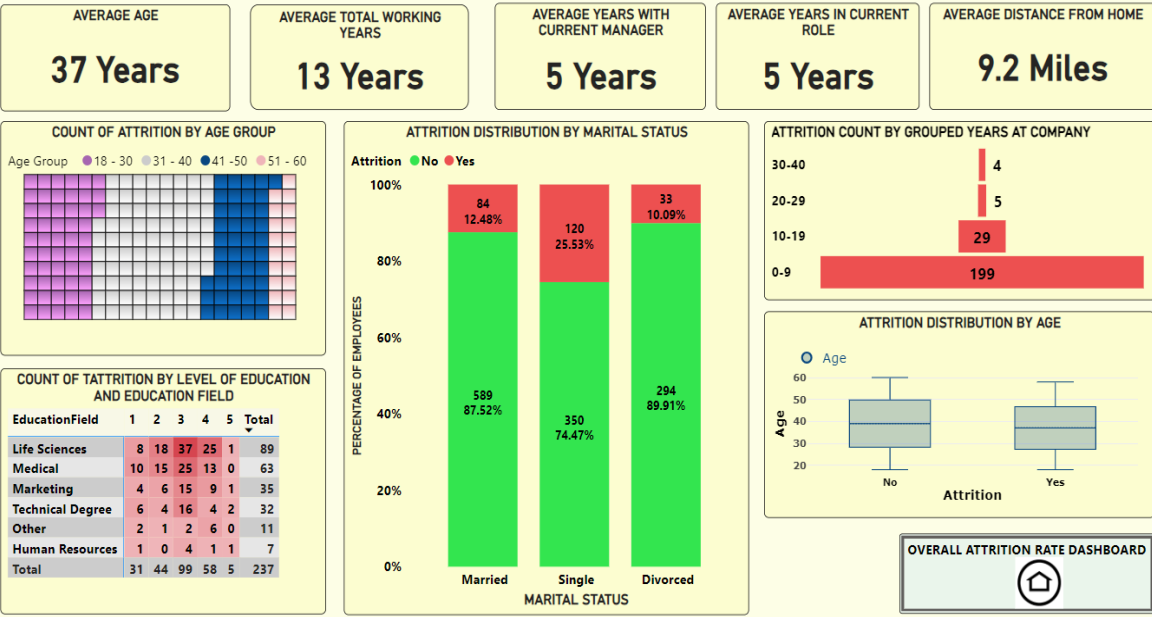 AVERAGE AGE
37 Years
AVERAGE TOTAL WORKING
YEARS
13 Years
AVERAGE YEARS WITH
CURRENT MANAGER
5 Years
AVERAGE YEARS IN CURRENT
ROLE
5 Years
AVERAGE DISTANCE FROM HOME
9.2 Miles
COUNT OF ATTRITION BY AGE GROUP
Age Group 18 - 30 31 - 40 41 -50 51 - 60
COUNT OF TATTRITION BY LEVEL OF EDUCATION
AND EDUCATION FIELD
EducationField 1 2 3 4 5 Total
Life Sciences 8 18 37 25 1 89
Medical 10 15 25 13 0 63
Marketing 4 6 15 9 1 35
Technical Degree 6 4 16 4 2 32
Other 2 1 2 6 0 11
Human Resources 1 0 4 1 1 7
Total 31 44 99 58 5 237
ATTRITION DISTRIBUTION BY MARITAL STATUS
Attrition No Yes
PERCENTAGE OF EMPLOYEES
100%
80%
60%
40%
20%
0%
84
12.48%
589
87.52%
120
25.53%
350
74.47%
33
10.09%
294
89.91%
Married Single Divorced
MARITAL STATUS
ATTRITION COUNT BY GROUPED YEARS AT COMPANY
30-40 4
20-29 5
10-19 29
0-9 199
ATTRITION DISTRIBUTION BY AGE
Age
Age
60
50
40
30
20
No Yes
Attrition
OVERALL ATTRITION RATE DASHBOARD